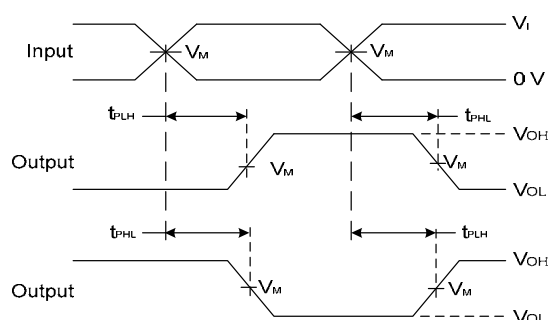 Input
VM
VM
VI
0 V
tPLH
tPHL
Output
VM
VM
VOH
VOL
tPHL
tPLH
Output
VM
VM
VOH
VOL